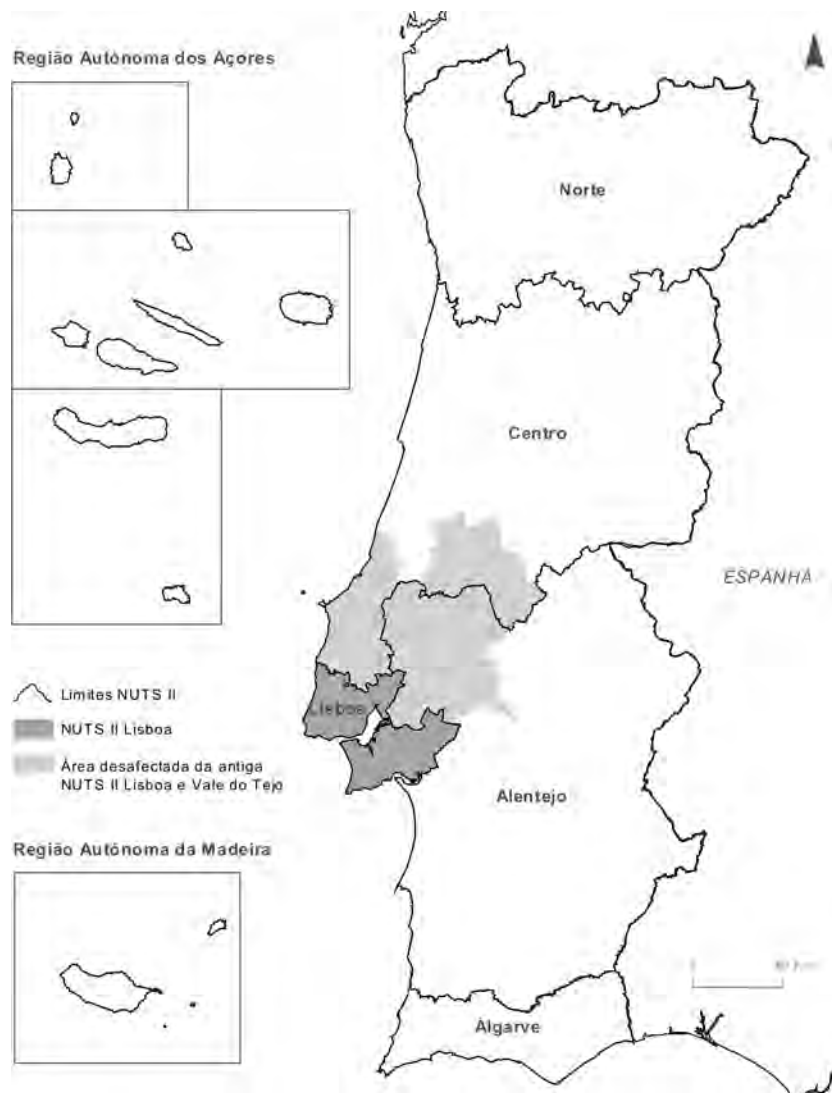 Região Autónoma dos Açores
Norte
Centro
ESPANHA
Limites NUTS II
Lisboa
NUTS II Lisboa
Área desafectada da antiga
NUTS II Lisboa e Vale do Tejo
Alentejo
Região Autónoma da Madeira
Algarve